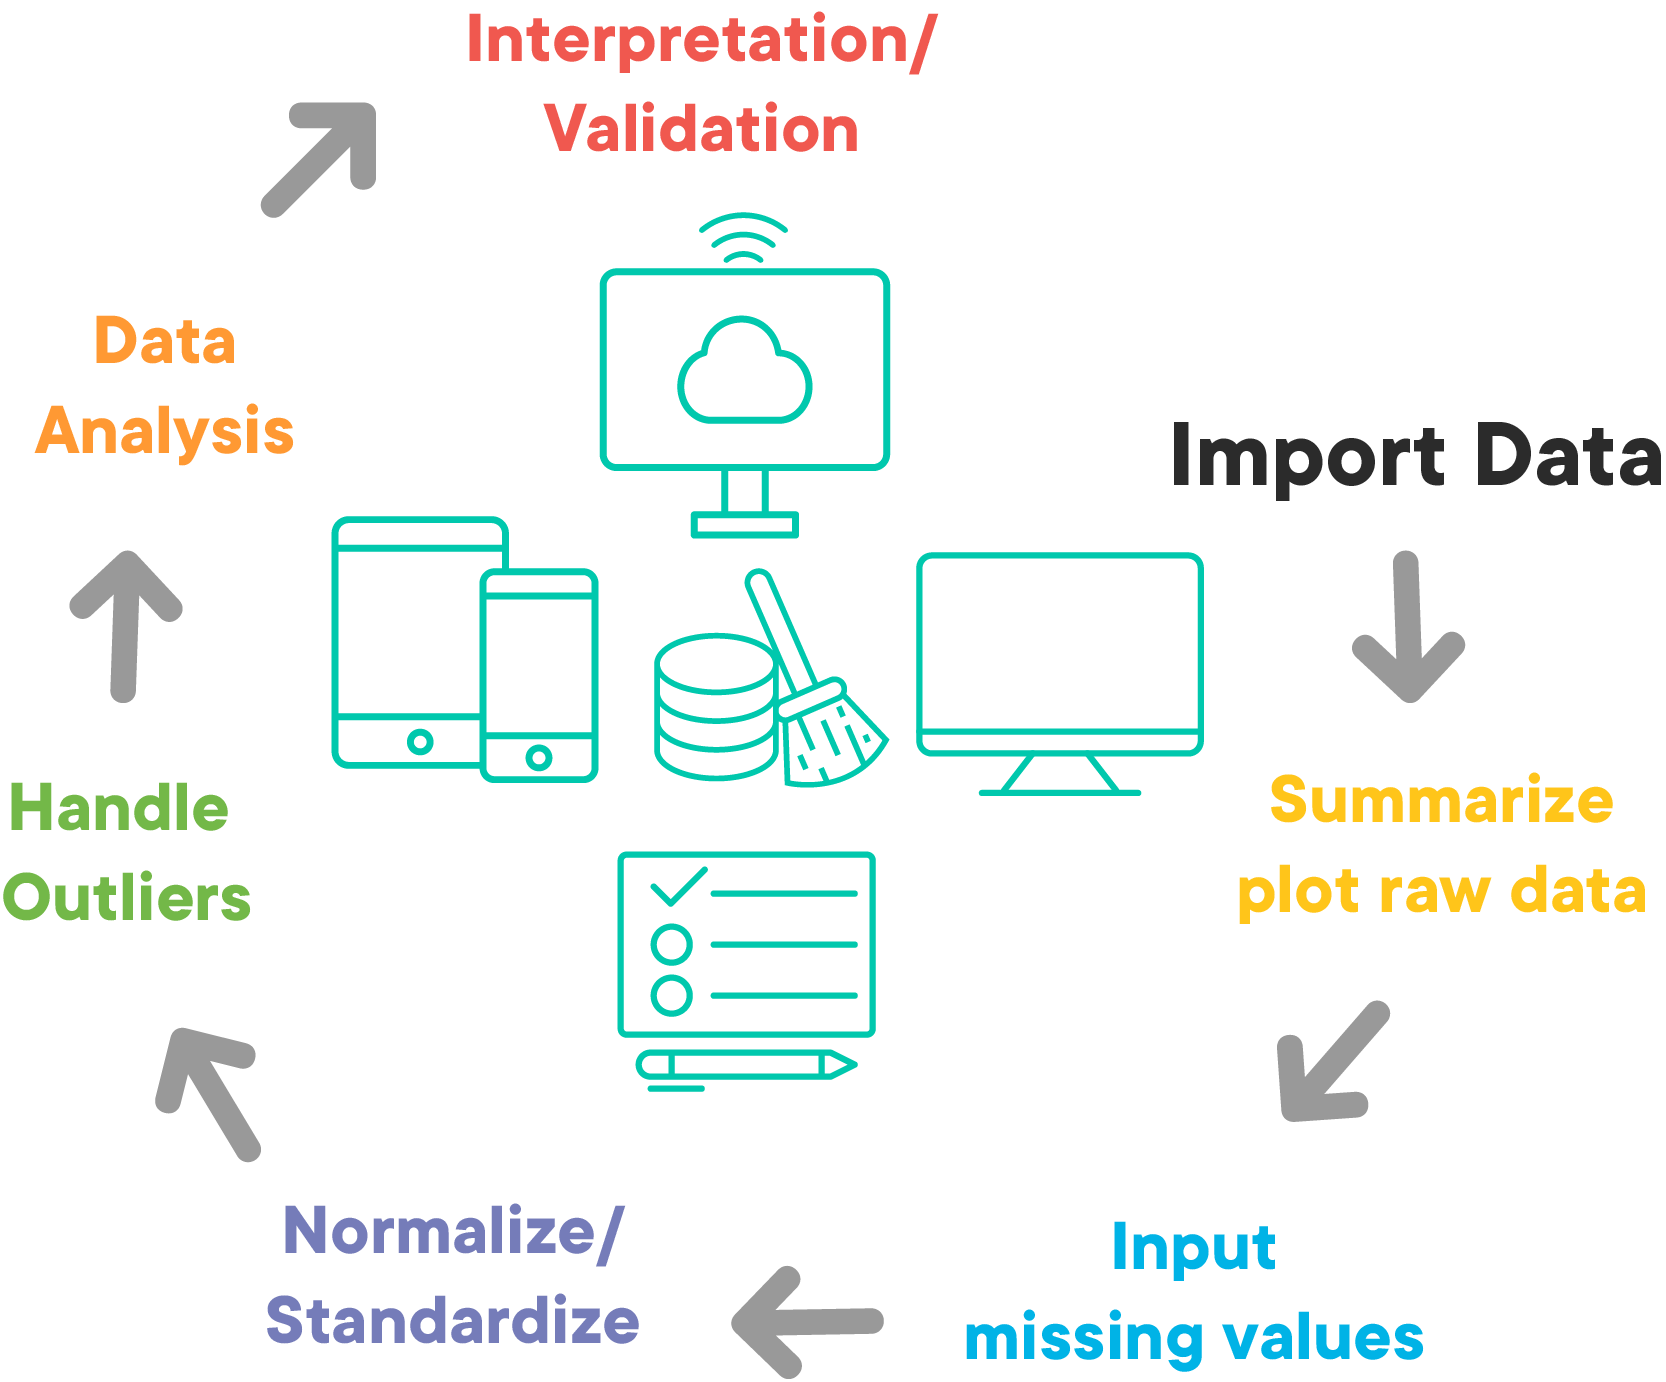 Interpretation/
Validation
Data
Analysis
Import Data
Handle
Outliers
Summarize
plot raw data
Normalize/
Standardize
Input
missing values